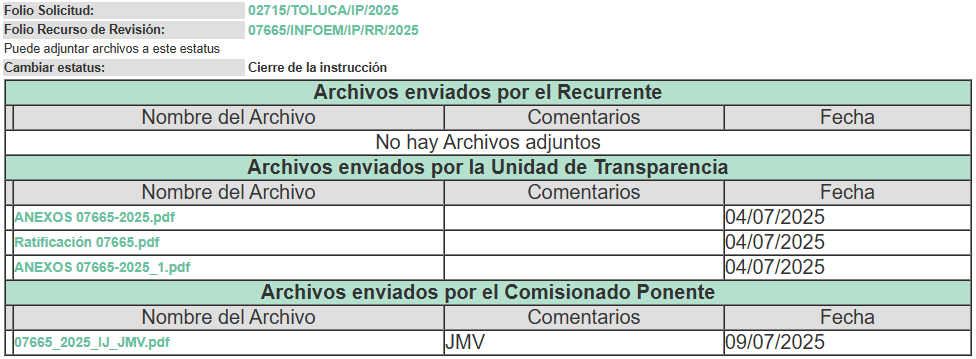 Folio Solicitud: 02715/TOLUCA/IP/2025
Folio Recurso de Revisión: 07665/INFOEM/IP/RR/2025
Puede adjuntar archivos a este estatus
Cambiar estatus: Cierre de la instrucción
Archivos enviados por el Recurrente
Nombre del Archivo Comentarios Fecha
No hay Archivos adjuntos
Archivos enviados por la Unidad de Transparencia
Nombre del Archivo Comentarios Fecha
ANEXOS 07665-2025.pdf 04/07/2025
Ratificación 07665.pdf 04/07/2025
ANEXOS 07665-2025_1.pdf 04/07/2025
Archivos enviados por el Comisionado Ponente
Nombre del Archivo Comentarios Fecha
07665_2025_IJ_JMV.pdf JMV 09/07/2025